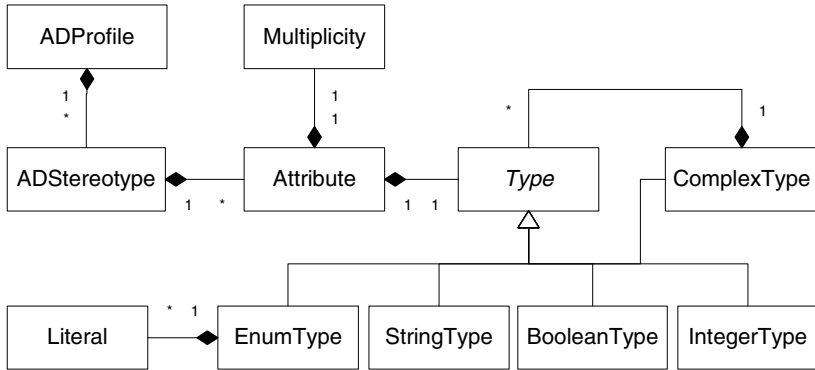 ADProfile
Multiplicity
1
*
1
1
*
1
ADStereotype
Attribute
Type
ComplexType
1
*
1
1
*
1
Literal
EnumType
StringType
BooleanType
IntegerType